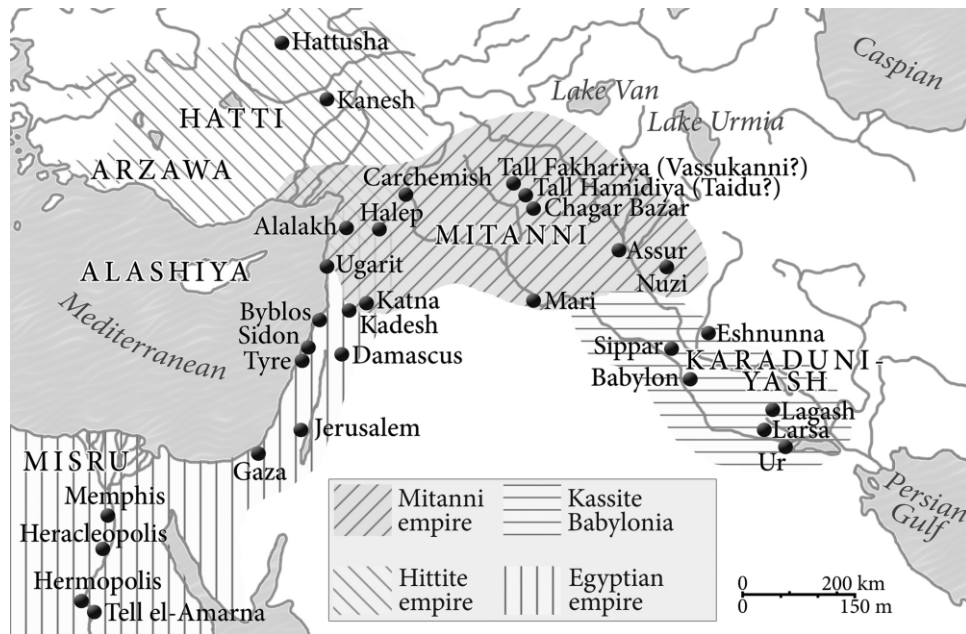 Hattusha
Caspian
Kanesh
Lake Van
HATTI
Lake Urmia
ARZAWA
Carchemish
Tall Fakhariya (Vassukanni?)
Tall Hamidiya (Taidu?)
Chagar Bazar
Alalakh
Halep
MITANNI
Assur
Nuzi
ALASHIYA
Ugarit
Mediterranean
Katna
Kadesh
Mari
Byblos
Sidon
Tyre
Damascus
Eshnunna
Sippar
KARADUNI-
YASH
Babylon
Lagash
Larsa
Ur
Jerusalem
Gaza
MISRU
Memphis
Heracleopolis
Hermopolis
Tell el-Amarna
Persian
Gulf
Mitanni
empire
Kassite
Babylonia
Hittite
empire
Egyptian
empire
0 200 km
0 150 m